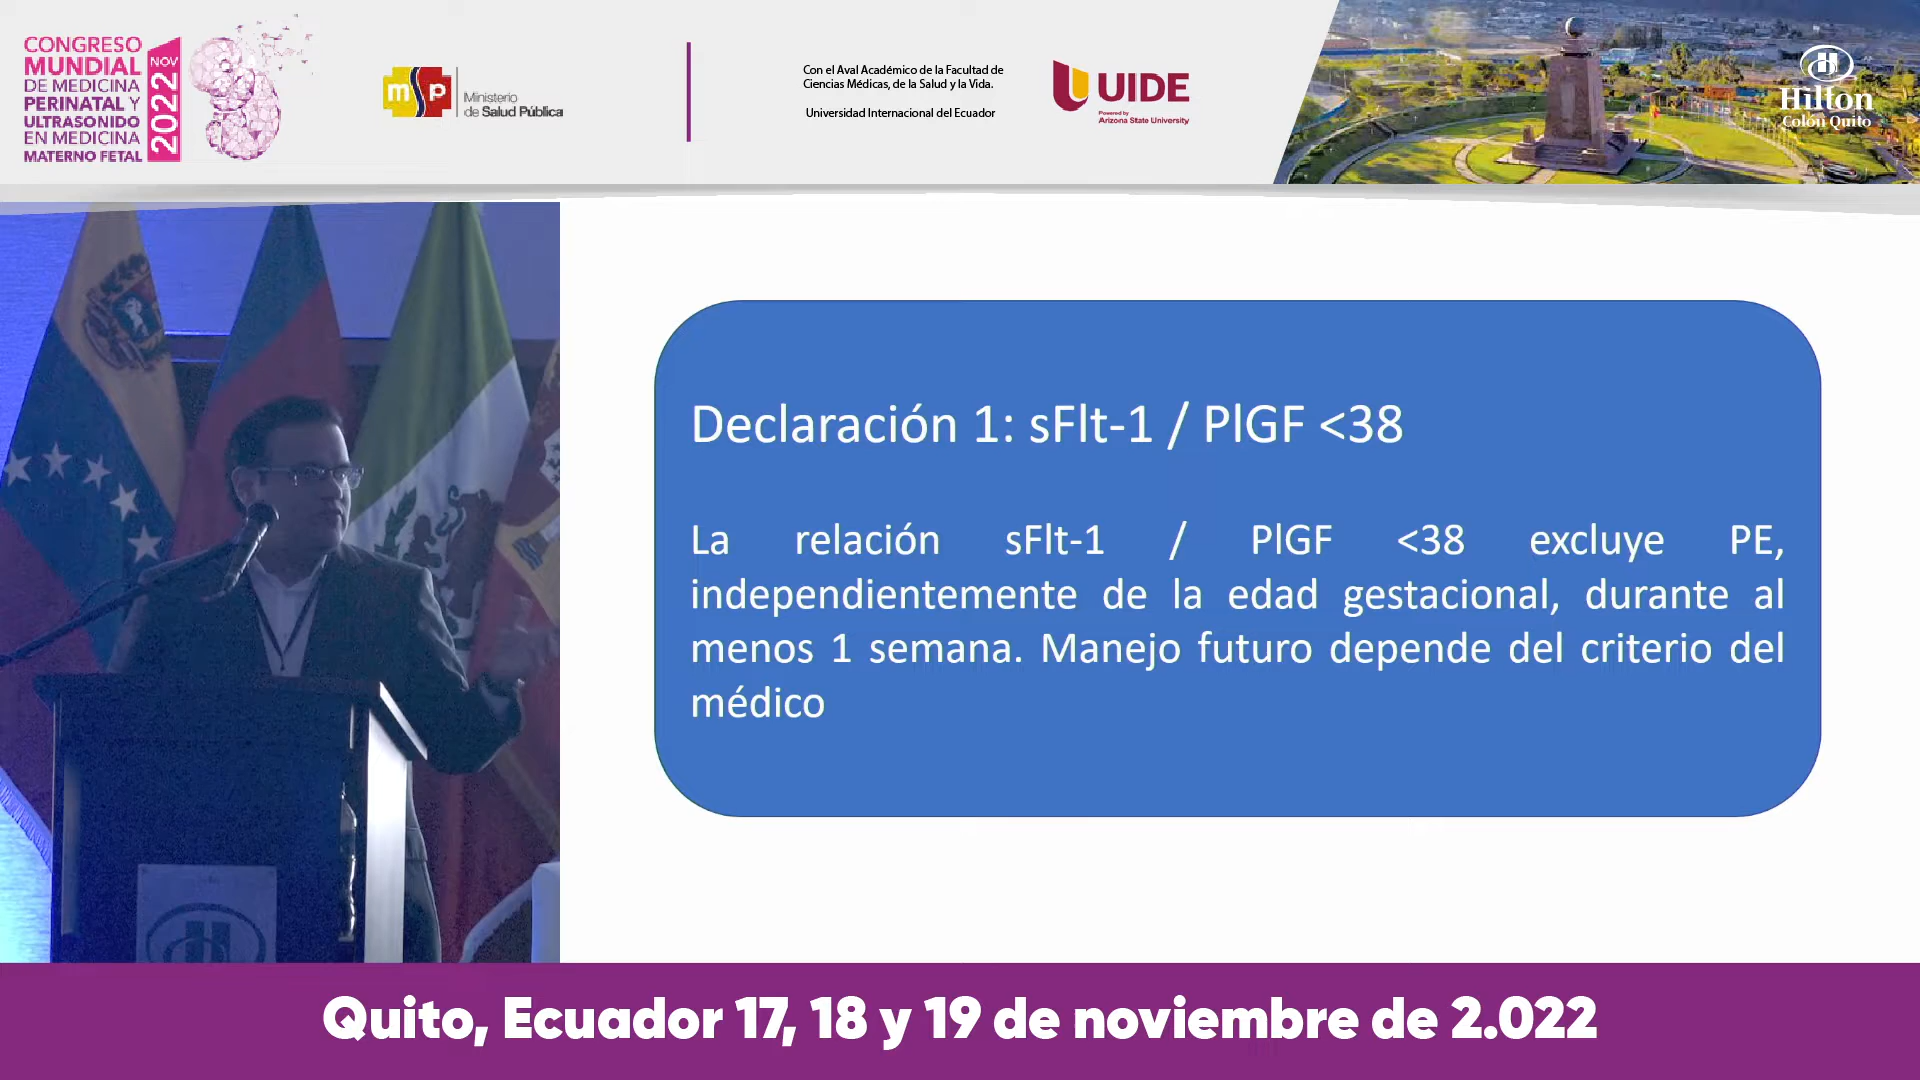 CONGRESO
MUNDIAL
DE MEDICINA
PERINATAL Y
ULTRASONIDO
EN MEDICINA
MATERNO FETAL
NOV
2022
msp
Ministerio
de Salud Pública
Con el Aval Académico de la Facultad de
Ciencias Médicas, de la Salud y la Vida.
Universidad Internacional del Ecuador
UIDE
Powered by
Arizona State University
Hilton
Colón Quito
Declaración 1: sFlt-1 / PlGF <38
La relación sFlt-1 / PlGF <38 excluye PE,
independientemente de la edad gestacional, durante al
menos 1 semana. Manejo futuro depende del criterio del
médico
Quito, Ecuador 17, 18 y 19 de noviembre de 2.022